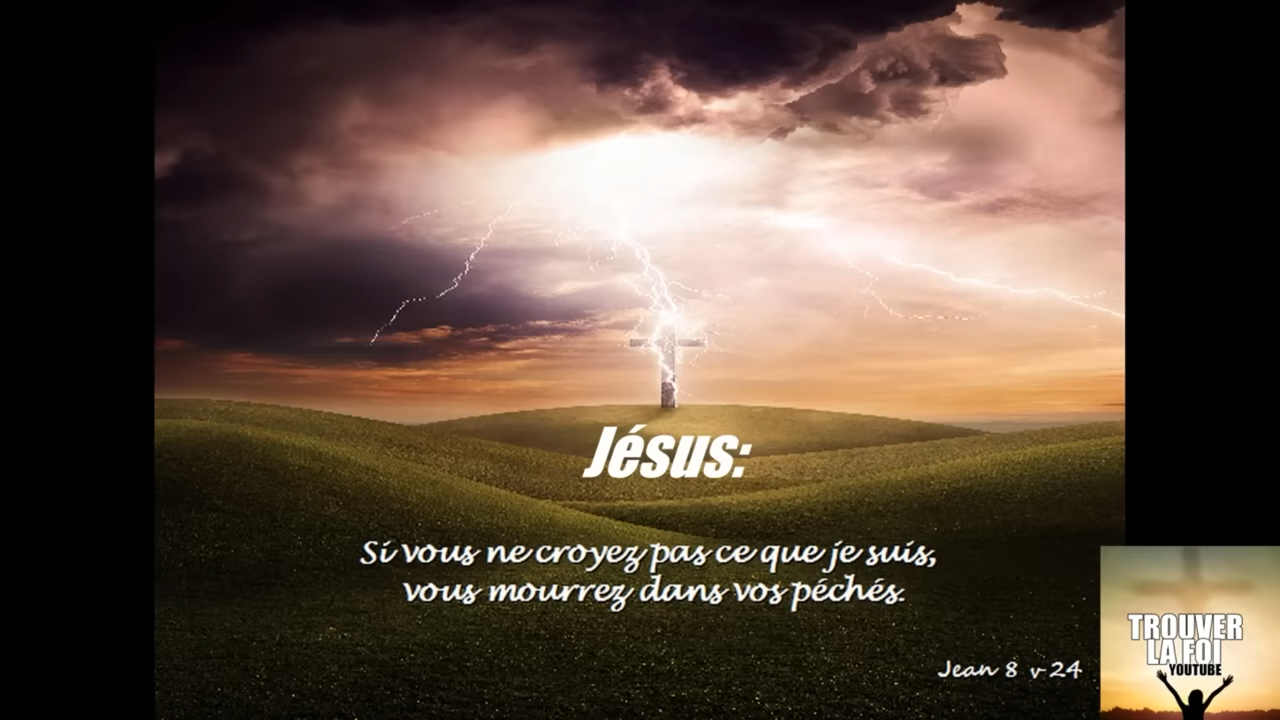 Jésus:
Si vous ne croyez pas ce que je suis,
vous mourrez dans vos péchés.
Jean 8 v 24
TROUVER
LA FOI
YOUTUBE